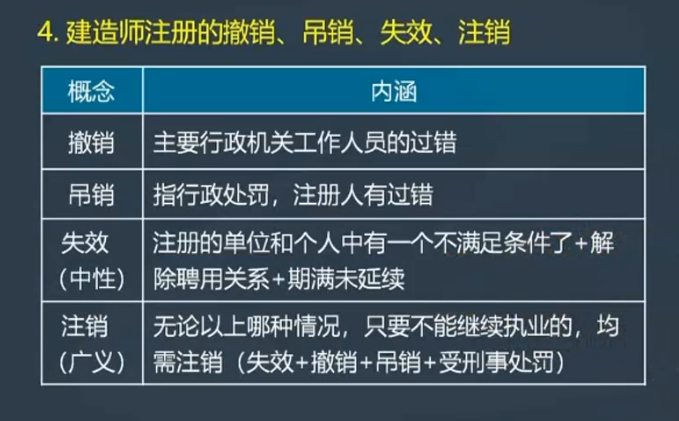 4. 建造师注册的撤销、吊销、失效、注销
概念 内涵
撤销 主要行政机关工作人员的过错
吊销 指行政处罚，注册人有过错
失效
（中性）
注册的单位和个人中有一个不满足条件了+解
除聘用关系+期满未延续
注销
（广义）
无论以上哪种情况，只要不能继续执业的，均
需注销（失效+撤销+吊销+受刑事处罚）